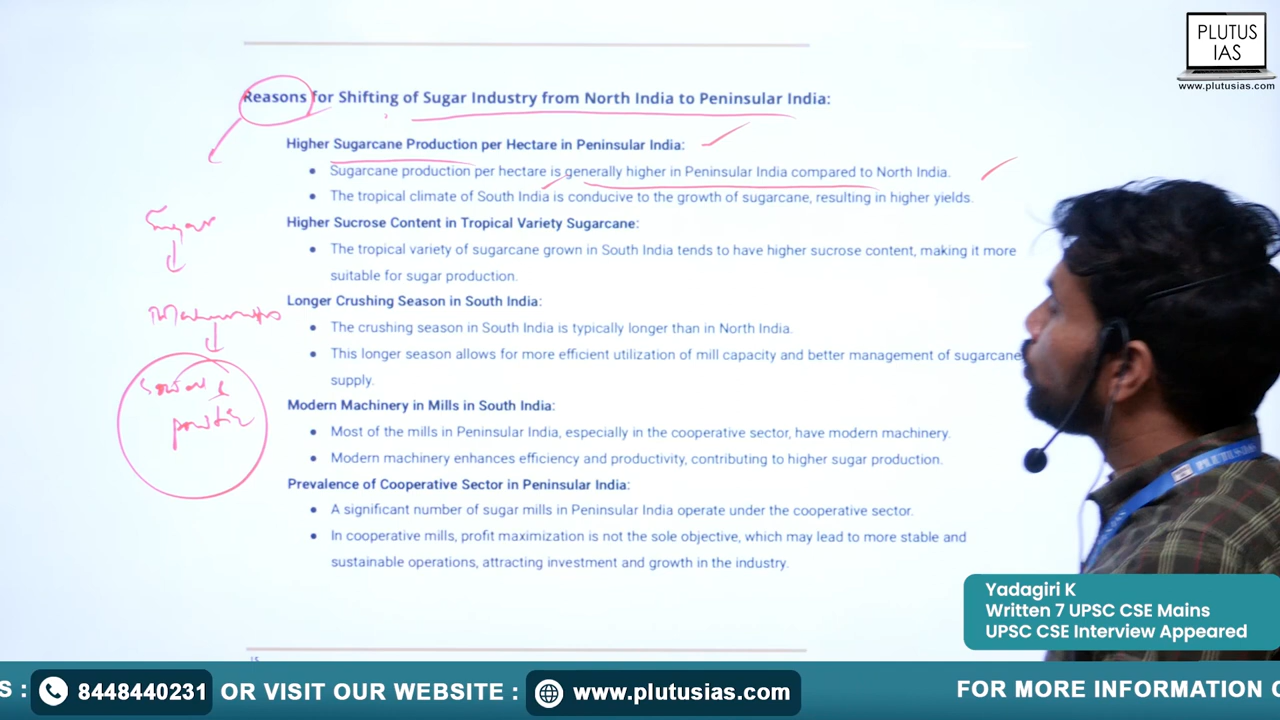 PLUTUS
IAS
www.plutusias.com
Reasons for Shifting of Sugar Industry from North India to Peninsular India:
Higher Sugarcane Production per Hectare in Peninsular India:
• Sugarcane production per hectare is generally higher in Peninsular India compared to North India.
• The tropical climate of South India is conducive to the growth of sugarcane, resulting in higher yields.
Higher Sucrose Content in Tropical Variety Sugarcane:
• The tropical variety of sugarcane grown in South India tends to have higher sucrose content, making it more
suitable for sugar production.
Longer Crushing Season in South India:
• The crushing season in South India is typically longer than in North India.
• This longer season allows for more efficient utilization of mill capacity and better management of sugarcane
supply.
Modern Machinery in Mills in South India:
• Most of the mills in Peninsular India, especially in the cooperative sector, have modern machinery.
• Modern machinery enhances efficiency and productivity, contributing to higher sugar production.
Prevalence of Cooperative Sector in Peninsular India:
• A significant number of sugar mills in Peninsular India operate under the cooperative sector.
• In cooperative mills, profit maximization is not the sole objective, which may lead to more stable and
sustainable operations, attracting investment and growth in the industry.
Sugar
PLUTUS IAS
Yadagiri K
Written 7 UPSC CSE Mains
UPSC CSE Interview Appeared
S : 8448440231 OR VISIT OUR WEBSITE : www.plutusias.com FOR MORE INFORMATION